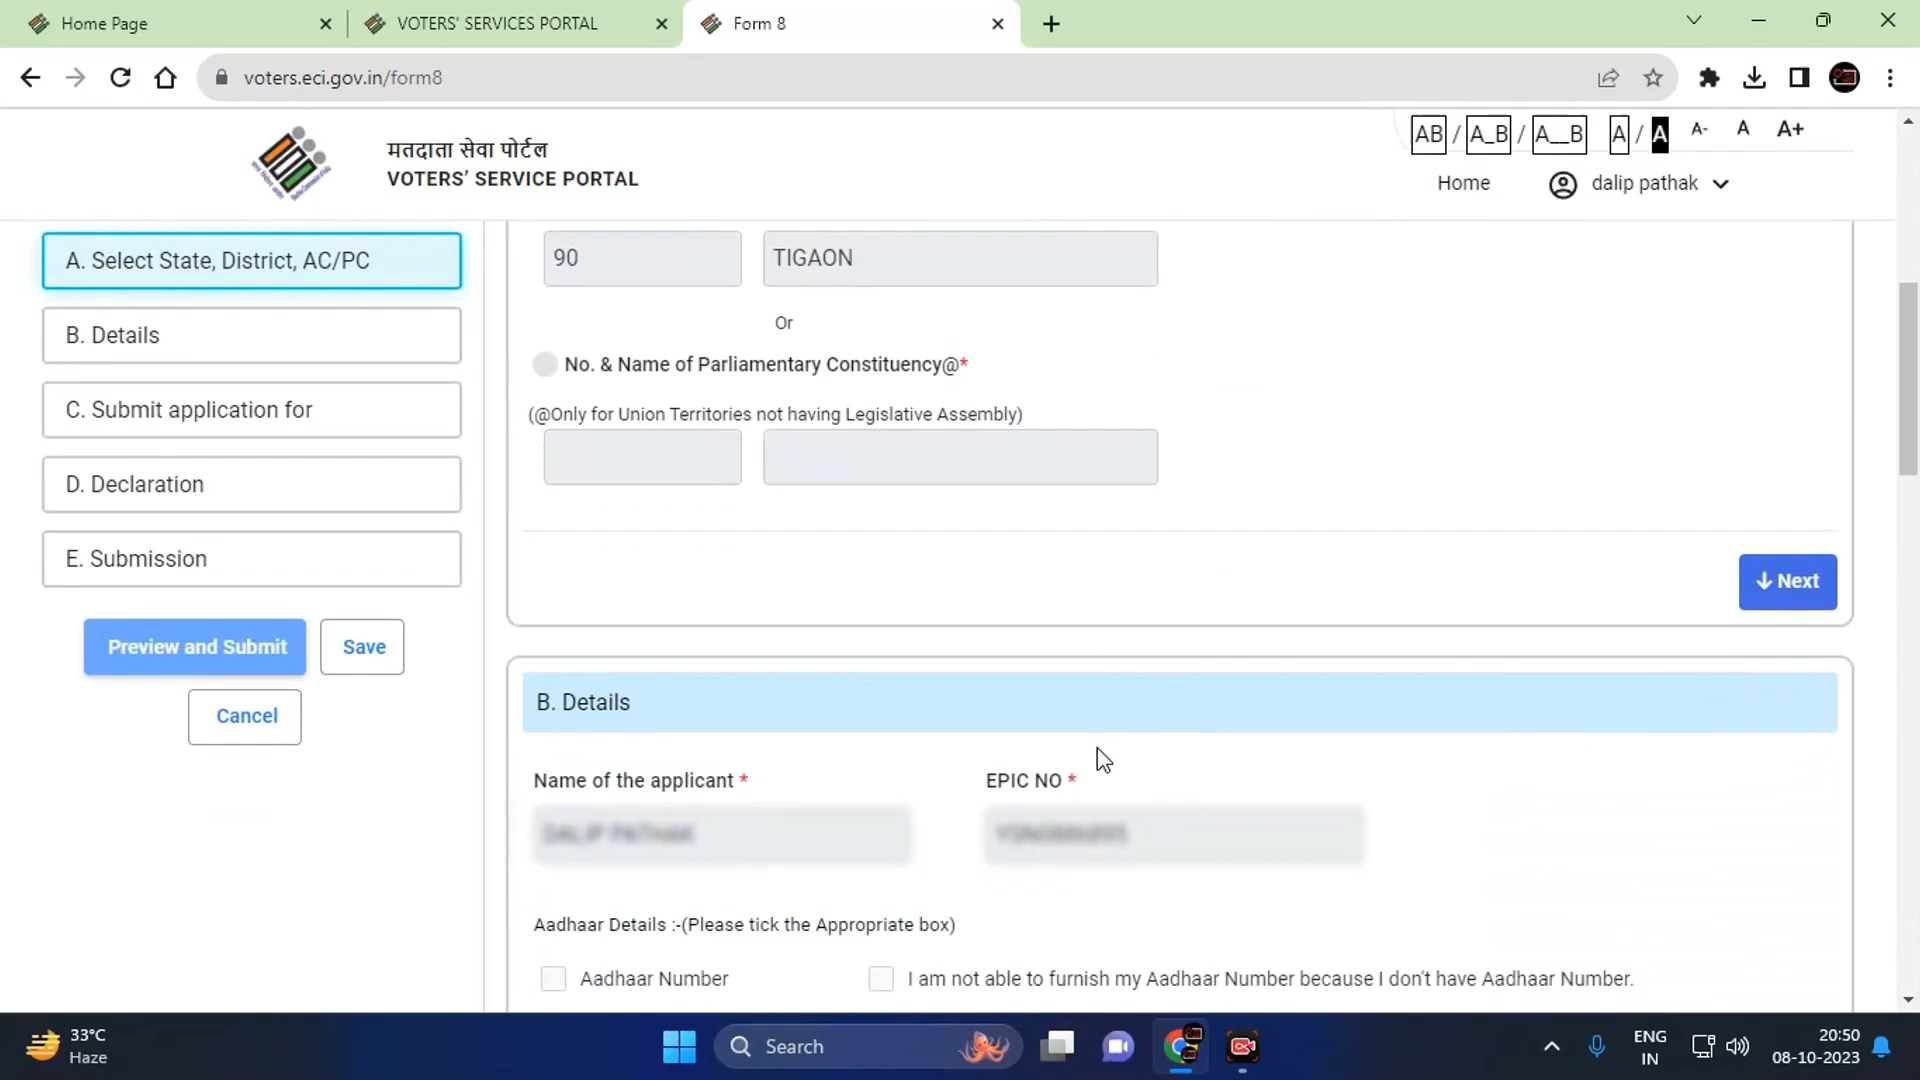 Home Page
VOTERS' SERVICES PORTAL
Form 8
voters.eci.gov.in/form8
मतदाता सेवा पोर्टल
VOTERS' SERVICE PORTAL
AB / A_B / A__B A / A A- A A+
Home
dalip pathak
A. Select State, District, AC/PC
B. Details
C. Submit application for
D. Declaration
E. Submission
Preview and Submit
Save
Cancel
90
TIGAON
Or
No. & Name of Parliamentary Constituency@*
(@Only for Union Territories not having Legislative Assembly)
Next
B. Details
Name of the applicant *
EPIC NO *
Aadhaar Details :-(Please tick the Appropriate box)
Aadhaar Number
I am not able to furnish my Aadhaar Number because I don't have Aadhaar Number.
33°C
Haze
Search
ENG
IN
20:50
08-10-2023